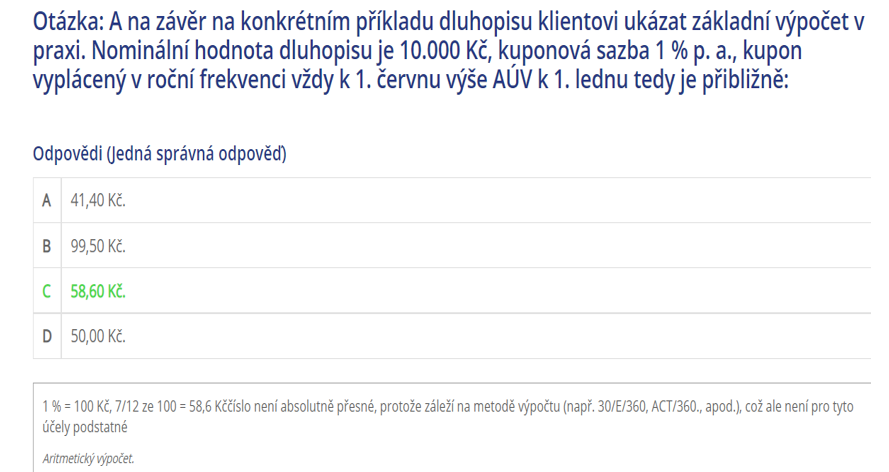 Otázka: A na závěr na konkrétním příkladu dluhopisu klientovi ukázat základní výpočet v
praxi. Nominální hodnota dluhopisu je 10.000 Kč, kuponová sazba 1 % p. a., kupon
vyplácený v roční frekvenci vždy k 1. červnu výše AÚV k 1. lednu tedy je přibližně:
Odpovědi (Jedná správná odpověď)
A 41,40 Kč.
B 99,50 Kč.
C 58,60 Kč.
D 50,00 Kč.
1 % = 100 Kč, 7/12 ze 100 = 58,6 Kččíslo není absolutně přesné, protože záleží na metodě výpočtu (např. 30/E/360, ACT/360., apod.), což ale není pro tyto
účely podstatné
Aritmetický výpočet.